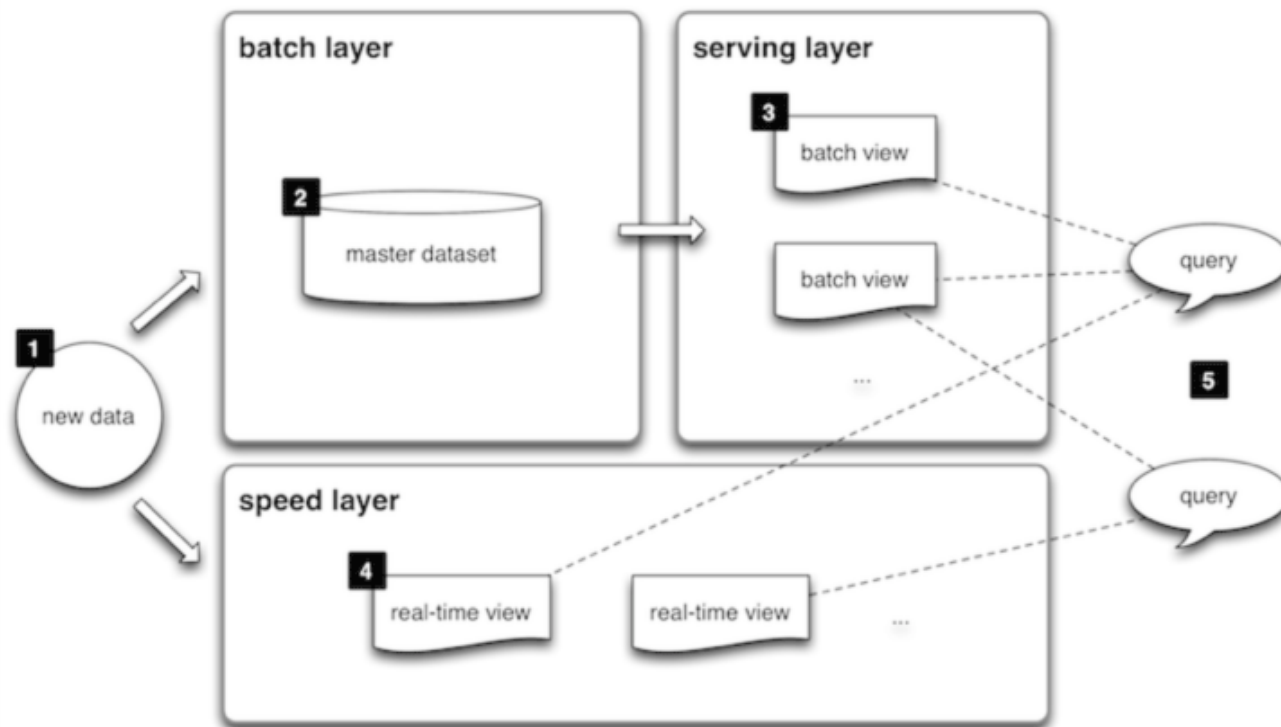 batch layer
serving layer
3
batch view
2
master dataset
batch view
query
1
new data
...
5
speed layer
query
4
real-time view
real-time view
...